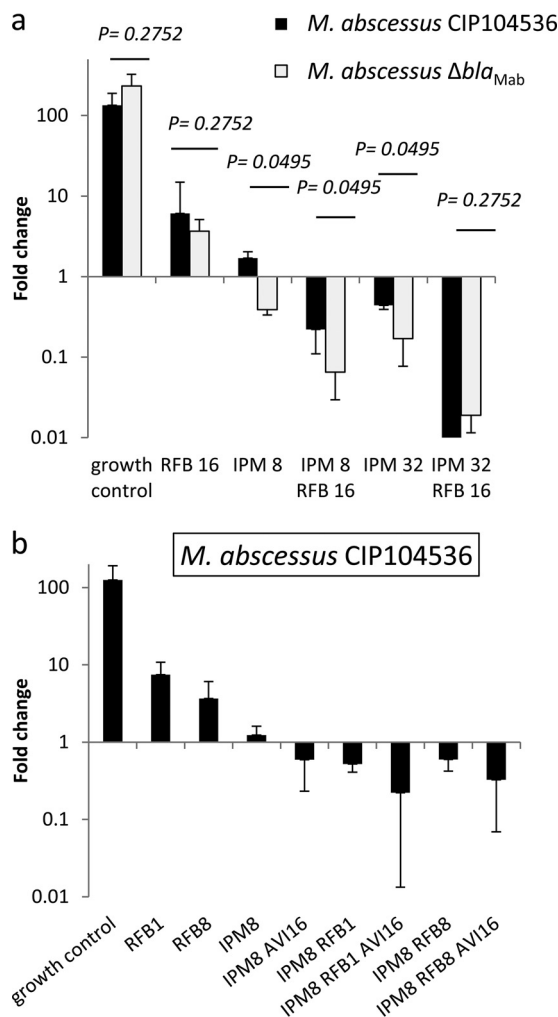 a
M. abscessus CIP104536
M. abscessus ΔblaMab
P= 0.2752
P= 0.2752
P= 0.0495
P= 0.0495
P= 0.0495
P= 0.2752
Fold change
100
10
1
0.1
0.01
growth control
RFB 16
IPM 8
IPM 8 RFB 16
IPM 32
IPM 32 RFB 16
b
M. abscessus CIP104536
Fold change
100
10
1
0.1
0.01
growth control
RFB1
RFB8
IPM8
IPM8 AVI16
IPM8 RFB1
IPM8 RFB1 AVI16
IPM8 RFB8
IPM8 RFB8 AVI16